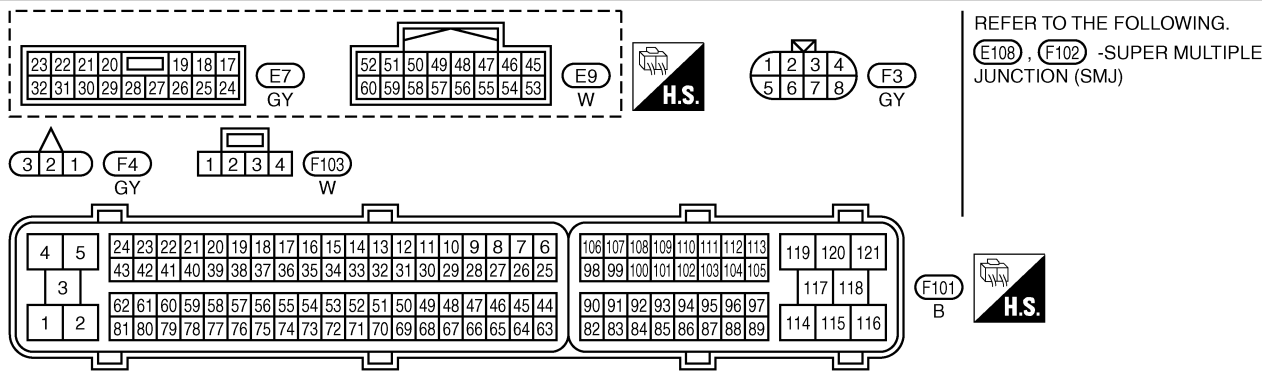 23 22 21 20 19 18 17
32 31 30 29 28 27 26 25 24
E7
GY
52 51 50 49 48 47 46 45
60 59 58 57 56 55 54 53
E9
W
H.S.
1 2 3 4
5 6 7 8
F3
GY
REFER TO THE FOLLOWING.
E108 , F102 -SUPER MULTIPLE
JUNCTION (SMJ)
3 2 1
F4
GY
1 2 3 4
F103
W
4 5
3
1 2
24 23 22 21 20 19 18 17 16 15 14 13 12 11 10 9 8 7 6
43 42 41 40 39 38 37 36 35 34 33 32 31 30 29 28 27 26 25
62 61 60 59 58 57 56 55 54 53 52 51 50 49 48 47 46 45 44
81 80 79 78 77 76 75 74 73 72 71 70 69 68 67 66 65 64 63
106 107 108 109 110 111 112 113
98 99 100 101 102 103 104 105
90 91 92 93 94 95 96 97
82 83 84 85 86 87 88 89
119 120 121
117 118
114 115 116
F101
B
H.S.